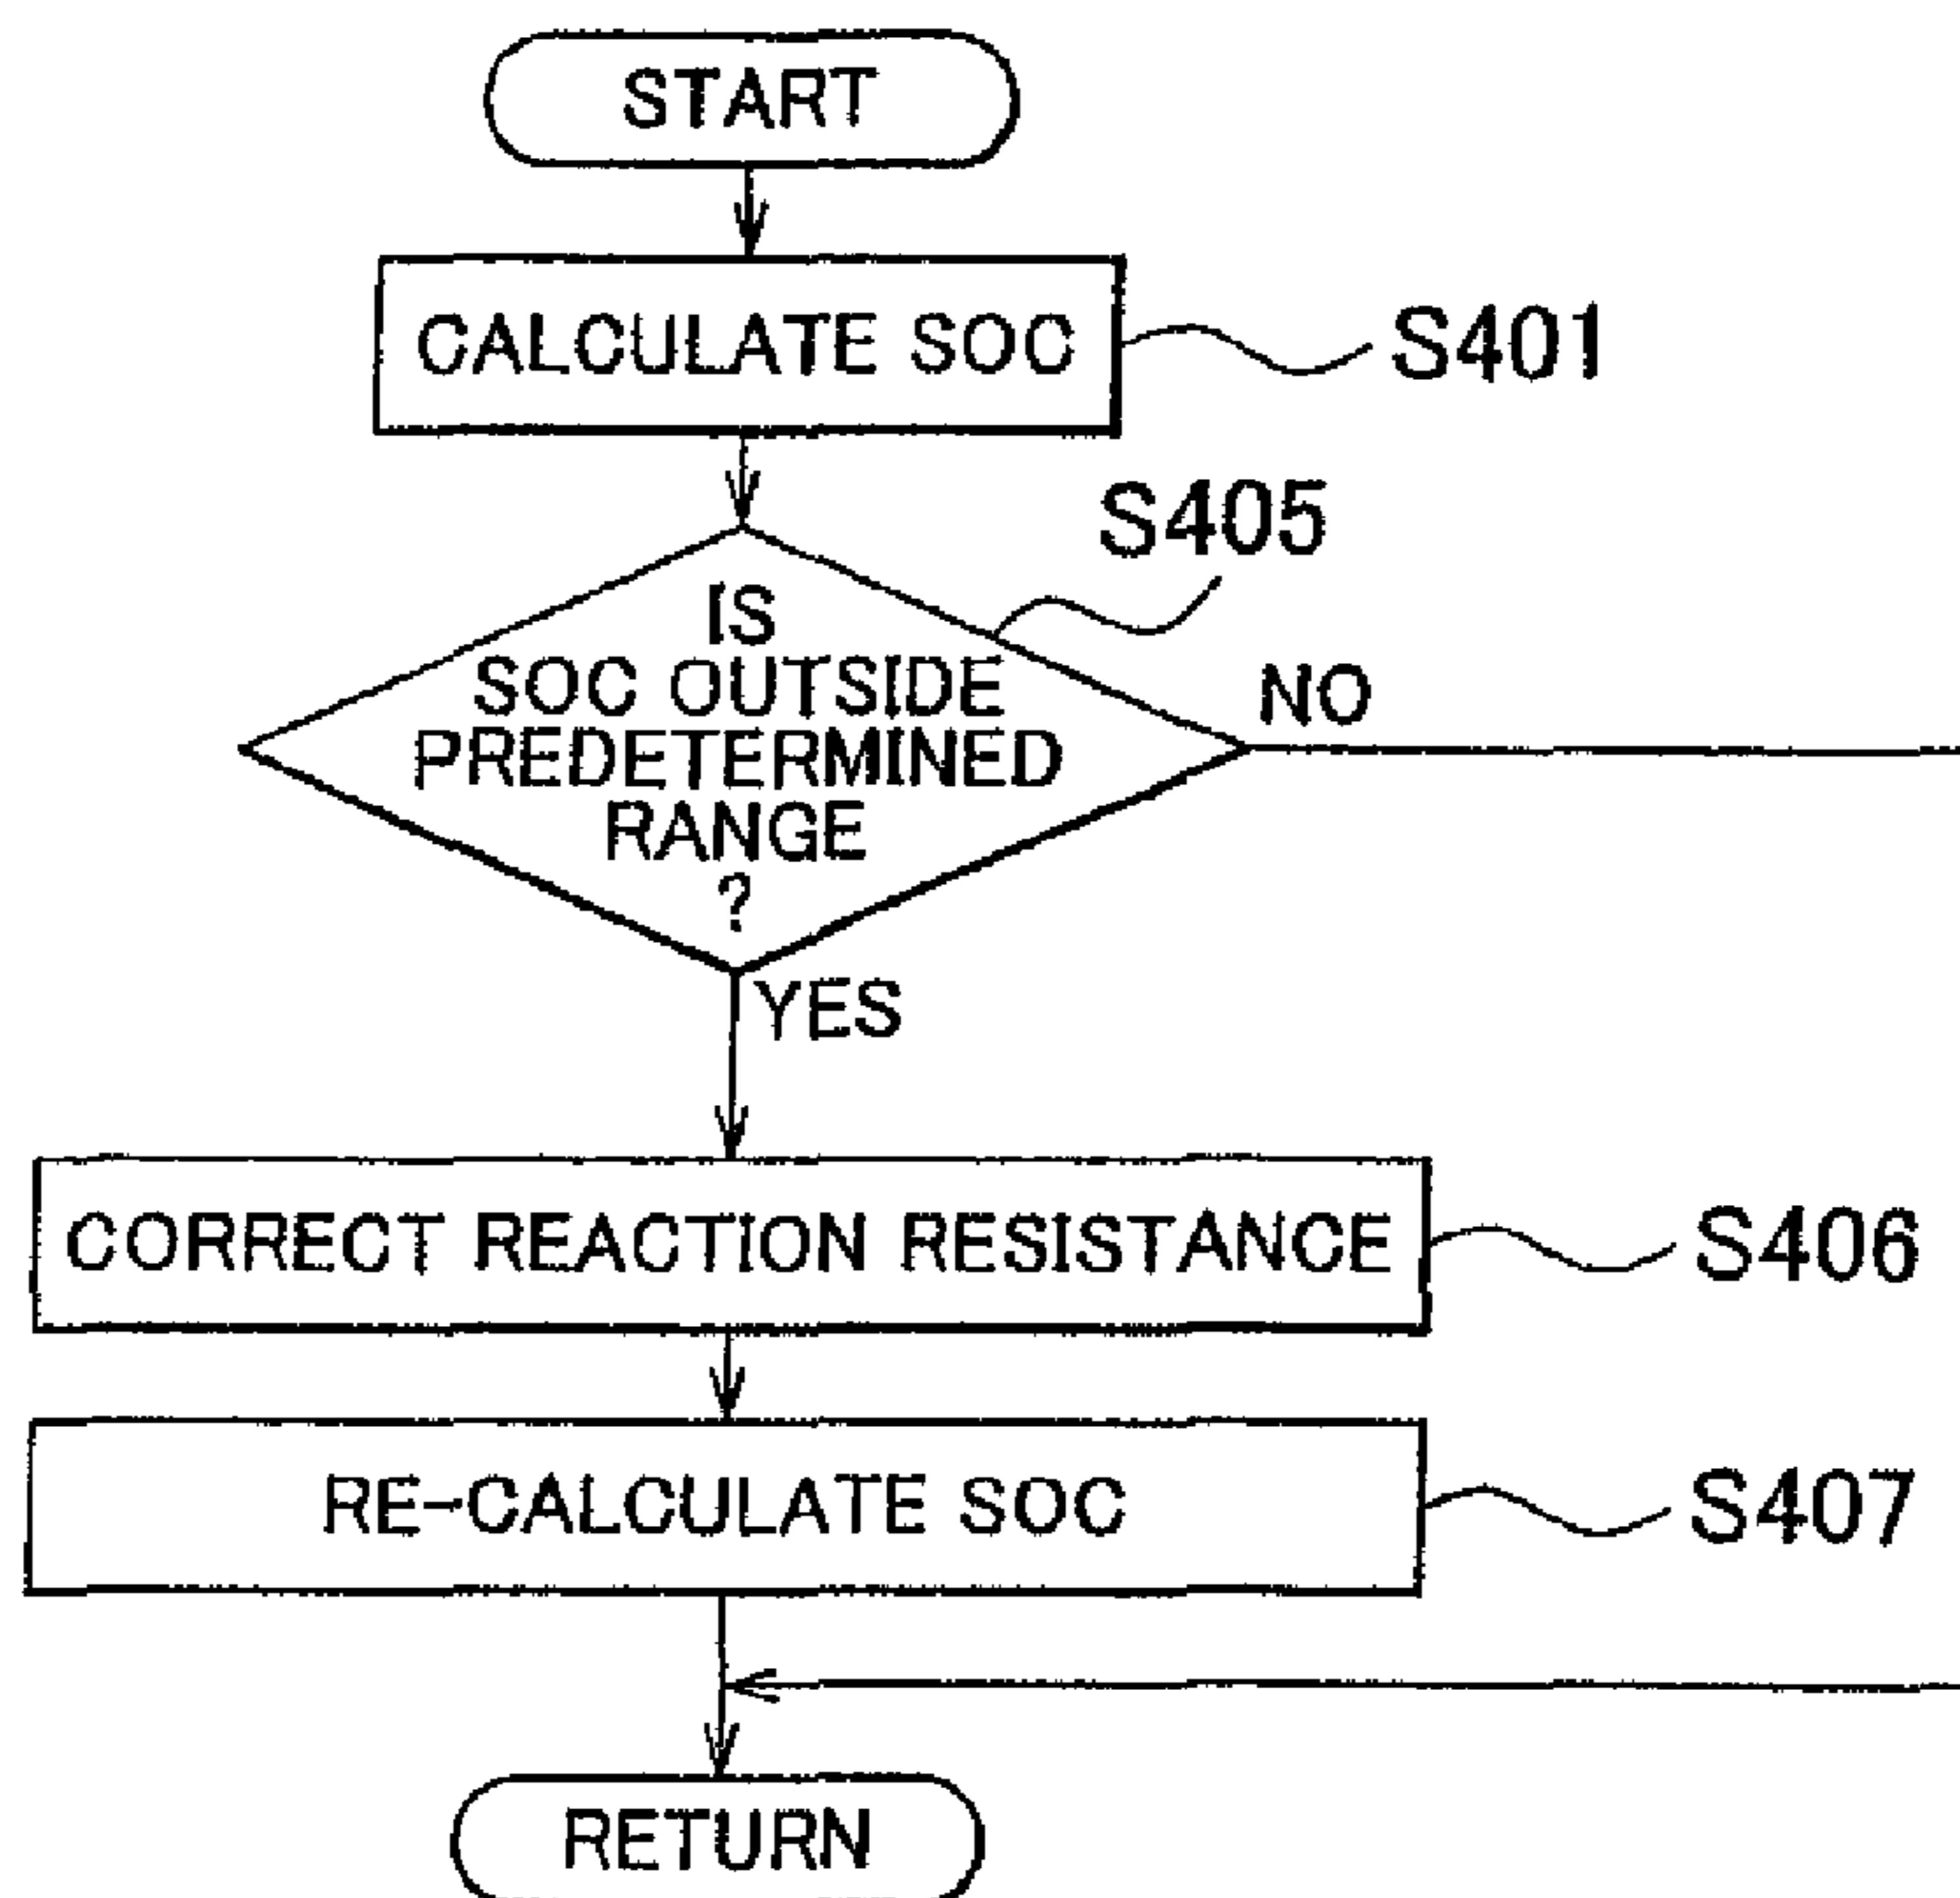 START
CALCULATE SOC
S401
S405
IS
SOC OUTSIDE
PREDETERMINED
RANGE
?
NO
YES
CORRECT REACTION RESISTANCE
S406
RE-CALCULATE SOC
S407
RETURN